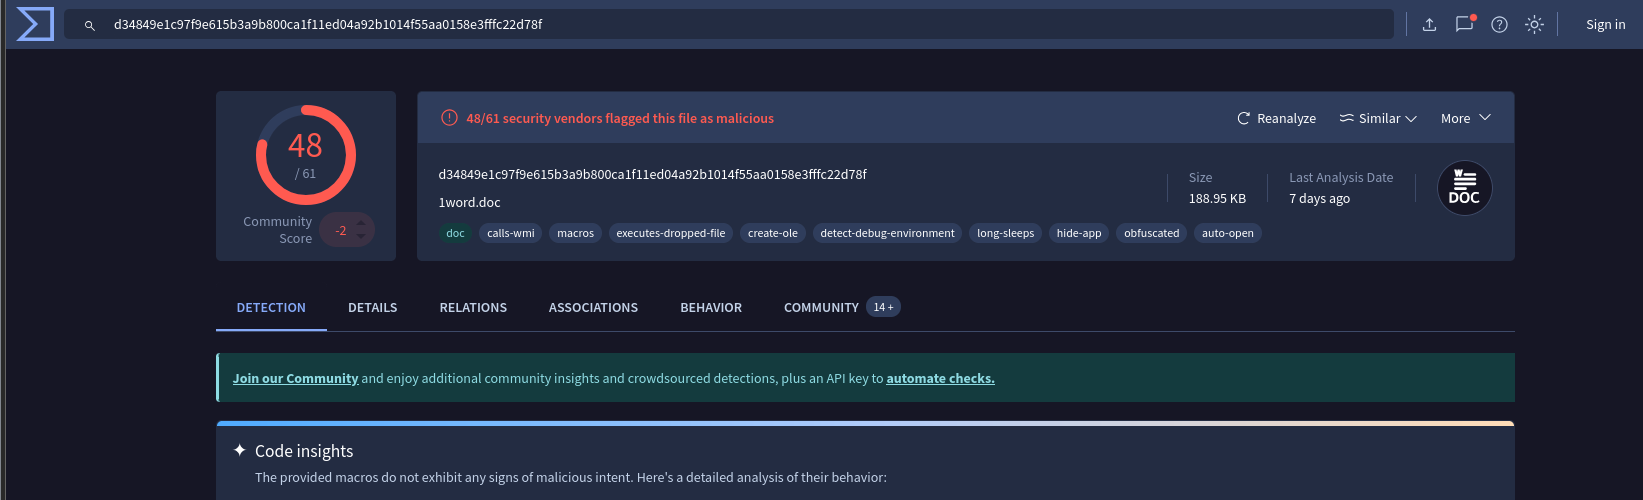 d34849e1c97f9e615b3a9b800ca1f11ed04a92b1014f55aa0158e3fffc22d78f
Sign in
48
/ 61
Community Score
-2
48/61 security vendors flagged this file as malicious
Reanalyze
Similar
More
d34849e1c97f9e615b3a9b800ca1f11ed04a92b1014f55aa0158e3fffc22d78f
1word.doc
Size
188.95 KB
Last Analysis Date
7 days ago
W
DOC
doc
calls-wmi
macros
executes-dropped-file
create-ole
detect-debug-environment
long-sleeps
hide-app
obfuscated
auto-open
DETECTION
DETAILS
RELATIONS
ASSOCIATIONS
BEHAVIOR
COMMUNITY 14 +
Join our Community and enjoy additional community insights and crowdsourced detections, plus an API key to automate checks.
Code insights
The provided macros do not exhibit any signs of malicious intent. Here's a detailed analysis of their behavior: